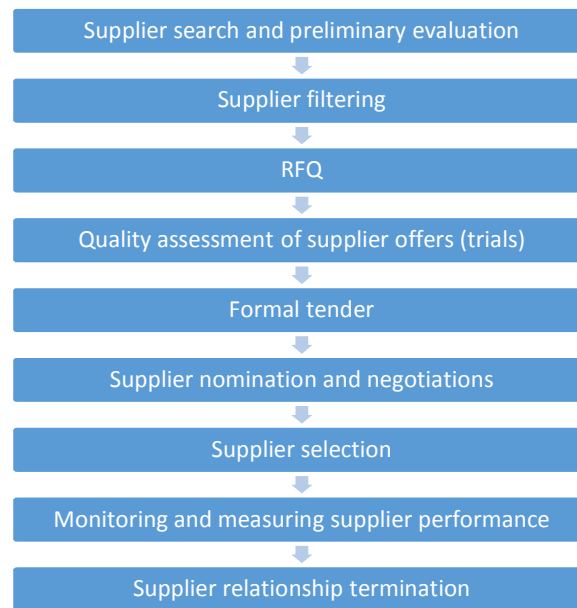 Supplier search and preliminary evaluation
Supplier filtering
RFQ
Quality assessment of supplier offers (trials)
Formal tender
Supplier nomination and negotiations
Supplier selection
Monitoring and measuring supplier performance
Supplier relationship termination